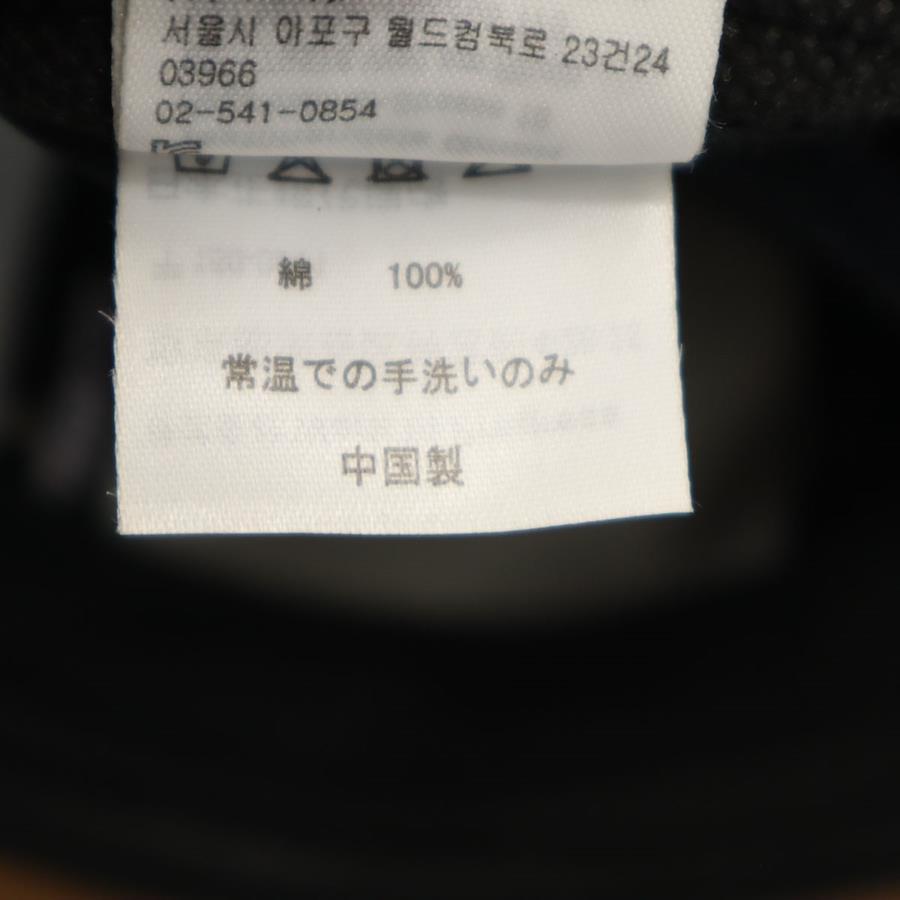 서울시 아포구 월드컵북로 23건24
03966
02-541-0854
綿 100%
常温での手洗いのみ
中国製